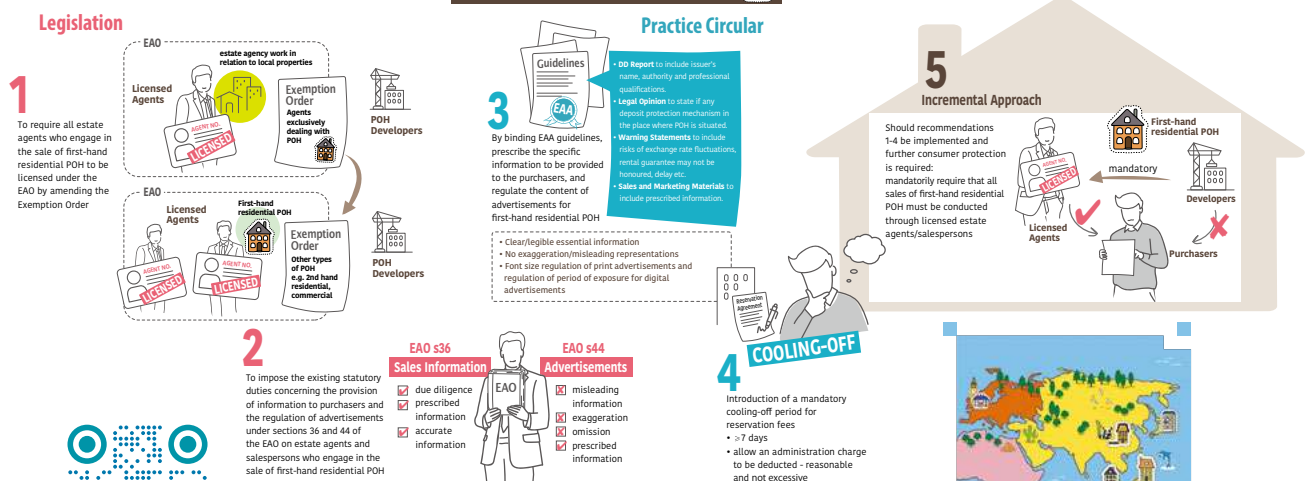 Legislation
1
To require all estate
agents who engage in
the sale of first-hand
residential POH to be
licensed under the
EAO by amending the
Exemption Order
EAO
estate agency work in
relation to local properties
Licensed
Agents
AGENT NO.
LICENSED
Exemption
Order
Agents
exclusively
dealing with
POH
POH
Developers
EAO
Licensed
Agents
First-hand
residential POH
AGENT NO.
LICENSED
AGENT NO.
LICENSED
Exemption
Order
Other types
of POH
e.g. 2nd hand
residential,
commercial
POH
Developers
2
To impose the existing statutory
duties concerning the provision
of information to purchasers and
the regulation of advertisements
under sections 36 and 44 of
the EAO on estate agents and
salespersons who engage in the
sale of first-hand residential POH
EAO s36
Sales Information
due diligence
prescribed
information
accurate
information
EAO
EAO s44
Advertisements
misleading
information
exaggeration
omission
prescribed
information
Practice Circular
3
By binding EAA guidelines,
prescribe the specific
information to be provided
to the purchasers, and
regulate the content of
advertisements for
first-hand residential POH
Guidelines
EAA
• DD Report to include issuer's
name, authority and professional
qualifications.
• Legal Opinion to state if any
deposit protection mechanism in
the place where POH is situated.
• Warning Statements to include
risks of exchange rate fluctuations,
rental guarantee may not be
honoured, delay etc.
• Sales and Marketing Materials to
include prescribed information.
• Clear/legible essential information
• No exaggeration/misleading representations
• Font size regulation of print advertisements and
regulation of period of exposure for digital
advertisements
Reservation
Agreement
4
COOLING-OFF
Introduction of a mandatory
cooling-off period for
reservation fees
• ≥7 days
• allow an administration charge
to be deducted - reasonable
and not excessive
5
Incremental Approach
Should recommendations
1-4 be implemented and
further consumer protection
is required:
mandatorily require that all
sales of first-hand residential
POH must be conducted
through licensed estate
agents/salespersons
First-hand
residential POH
AGENT NO.
LICENSED
mandatory
Licensed
Agents
Developers
Purchasers